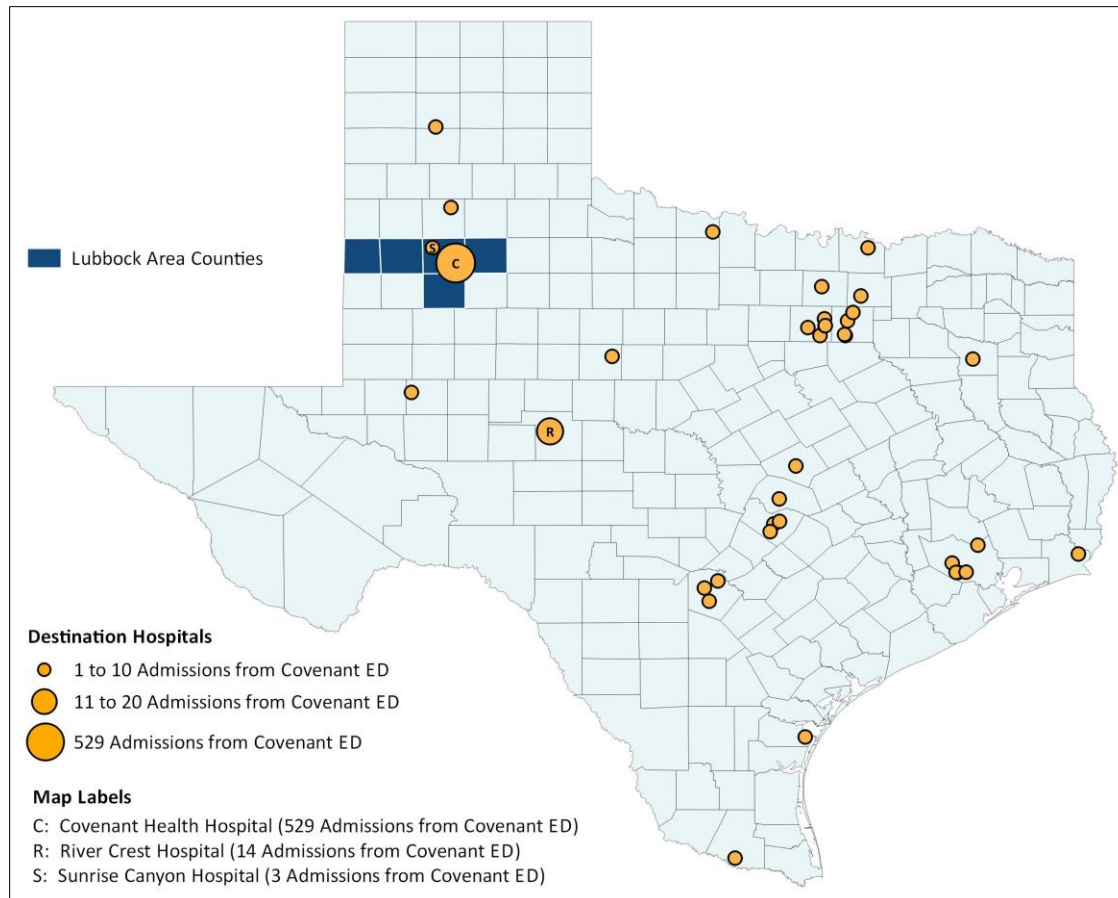 S
C
Lubbock Area Counties
R
Destination Hospitals
1 to 10 Admissions from Covenant ED
11 to 20 Admissions from Covenant ED
529 Admissions from Covenant ED
Map Labels
C: Covenant Health Hospital (529 Admissions from Covenant ED)
R: River Crest Hospital (14 Admissions from Covenant ED)
S: Sunrise Canyon Hospital (3 Admissions from Covenant ED)